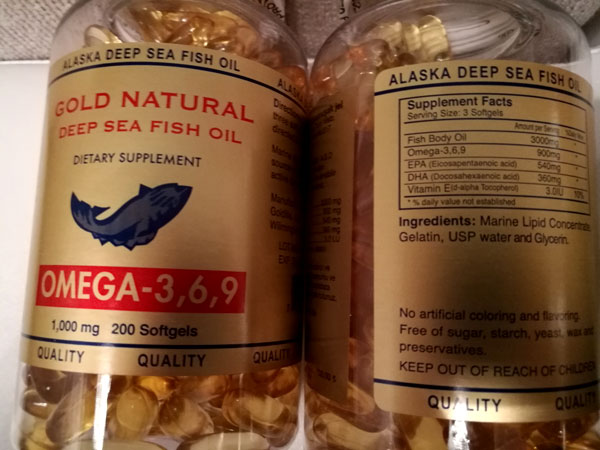 ALASKA DEEP SEA FISH OIL
GOLD NATURAL
DEEP SEA FISH OIL
DIETARY SUPPLEMENT
OMEGA-3,6,9
1,000 mg 200 Softgels
QUALITY QUALITY QUALITY
ALASKA DEEP SEA FISH OIL
Supplement Facts
Serving Size: 3 Softgels
Amount per
Fish Body Oil 3000mg
Omega-3,6,9 900mg
EPA (Eicosapentaenoic acid) 540mg
DHA (Docosahexaenoic acid) 360mg
Vitamin E(d-alpha Tocopherol) 3.0IU 10%
* % daily value not established
Ingredients: Marine Lipid Concentrate
Gelatin, USP water and Glycerin.
No artificial coloring and flavoring
Free of sugar, starch, yeast, wax and
preservatives.
KEEP OUT OF REACH OF CHILDREN
QUALITY QUALITY